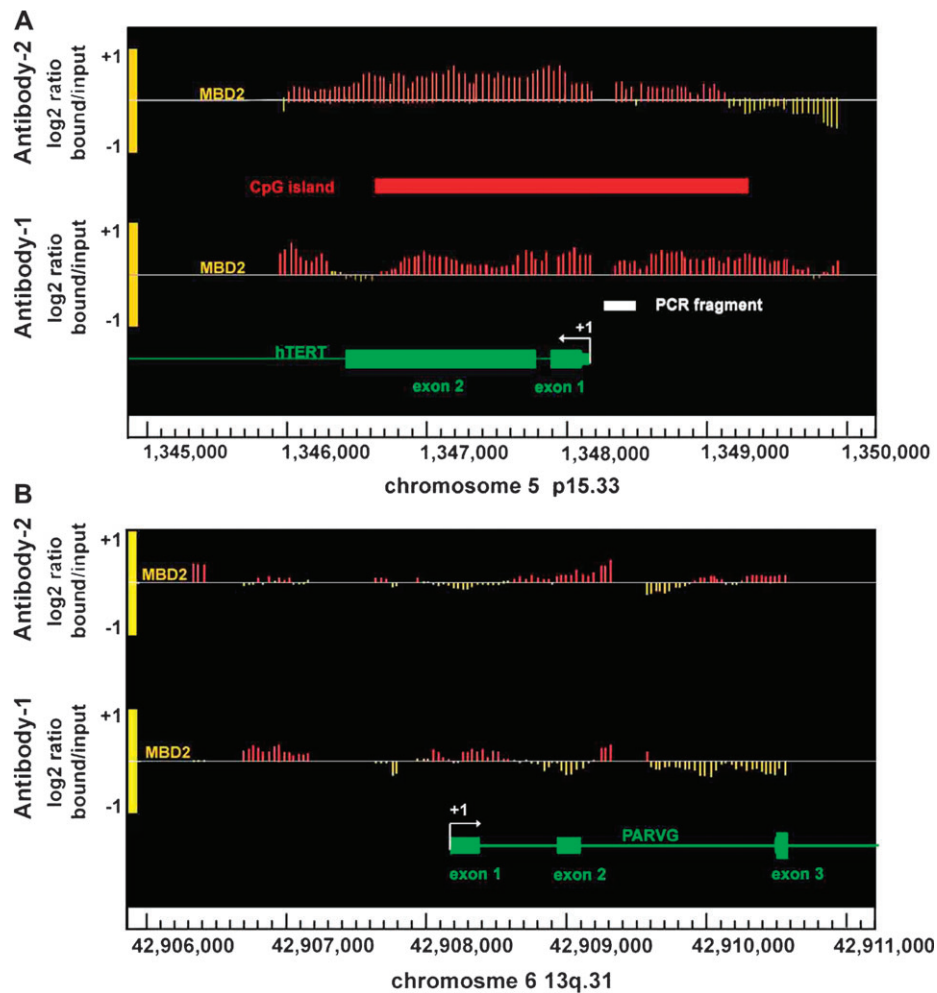 A
Antibody-2
log2 ratio
bound/input
+1
-1
MBD2
CpG island
Antibody-1
log2 ratio
bound/input
+1
-1
MBD2
PCR fragment
+1
hTERT
exon 2
exon 1
1,345,000 1,346,000 1,347,000 1,348,000 1,349,000 1,350,000
chromosome 5 p15.33
B
Antibody-2
log2 ratio
bound/input
+1
-1
MBD2
Antibody-1
log2 ratio
bound/input
+1
-1
MBD2
+1
PARVG
exon 1
exon 2
exon 3
42,906,000 42,907,000 42,908,000 42,909,000 42,910,000 42,911,000
chromosme 6 13q.31